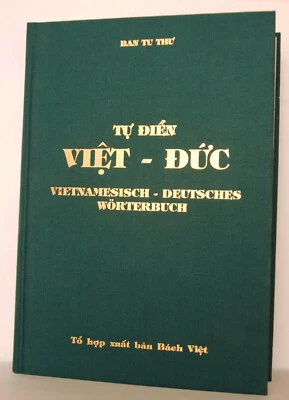 BAN TU THƯ
TỰ ĐIỂN
VIỆT - ĐỨC
VIETNAMESISCH - DEUTSCHES
WÖRTERBUCH
Tổ hợp xuất bản Bách Việt